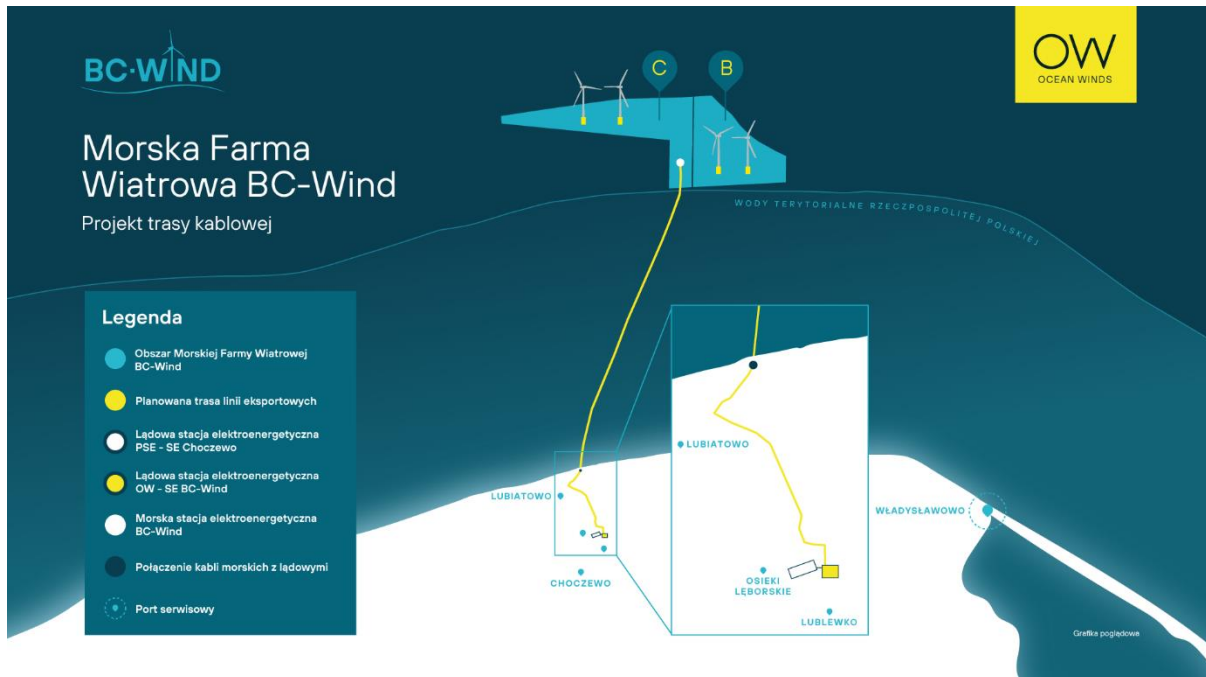 BC·WIND
OW
OCEAN WINDS
C
B
Morska Farma
Wiatrowa BC-Wind
Projekt trasy kablowej
WODY TERYTORIALNE RZECZPOSPOLITEJ POLSKIEJ
Legenda
Obszar Morskiej Farmy Wiatrowej
BC-Wind
Planowana trasa linii eksportowych
Lądowa stacja elektroenergetyczna
PSE - SE Choczewo
Lądowa stacja elektroenergetyczna
OW - SE BC-Wind
Morska stacja elektroenergetyczna
BC-Wind
Połączenie kabli morskich z lądowymi
Port serwisowy
LUBIATOWO
CHOCZEWO
LUBIATOWO
OSIEKI
LĘBORSKIE
LUBLEWKO
WŁADYSŁAWOWO
Grafika poglądowa